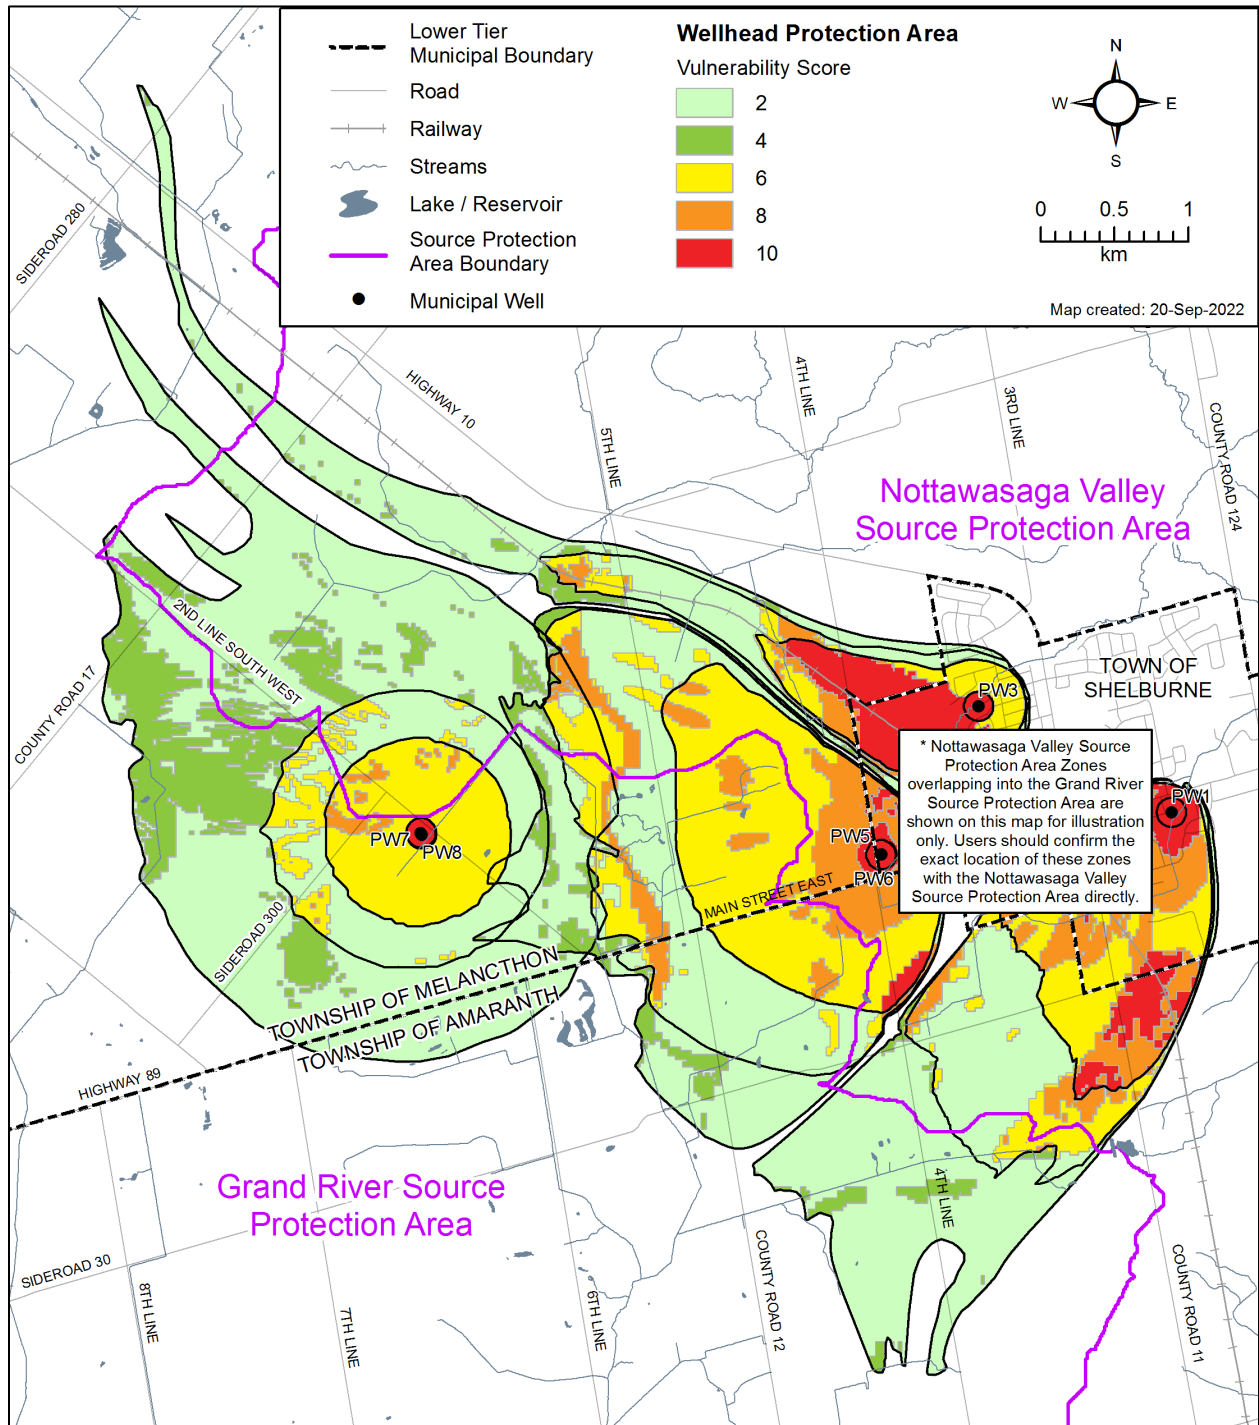 Lower Tier
Municipal Boundary
Road
Railway
Streams
Lake / Reservoir
Source Protection
Area Boundary
Municipal Well
Wellhead Protection Area
Vulnerability Score
2
4
6
8
10
N
W
E
S
0
0.5
1
km
Map created: 20-Sep-2022
SIDEROAD 280
HIGHWAY 10
5TH LINE
4TH LINE
3RD LINE
COUNTY ROAD 124
Nottawasaga Valley
Source Protection Area
2ND LINE SOUTH WEST
COUNTY ROAD 17
TOWN OF
SHELBURNE
PW3
* Nottawasaga Valley Source
Protection Area Zones
overlapping into the Grand River
Source Protection Area are
shown on this map for illustration
only. Users should confirm the
exact location of these zones
with the Nottawasaga Valley
Source Protection Area directly.
PW1
PW7
PW8
PW5
PW6
MAIN STREET EAST
SIDEROAD 300
TOWNSHIP OF MELANCTHON
TOWNSHIP OF AMARANTH
HIGHWAY 89
Grand River Source
Protection Area
SIDEROAD 30
8TH LINE
7TH LINE
6TH LINE
COUNTY ROAD 12
4TH LINE
COUNTY ROAD 11